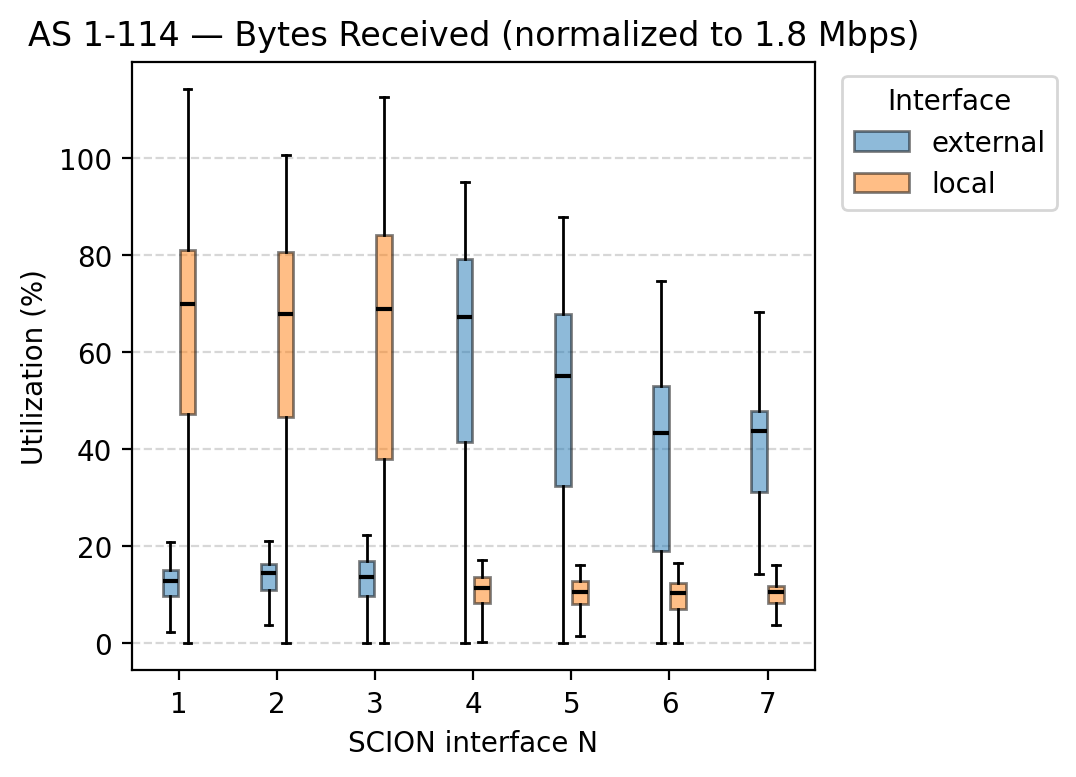 AS 1-114 — Bytes Received (normalized to 1.8 Mbps)
Interface
external
local
Utilization (%)
100
80
60
40
20
0
1 2 3 4 5 6 7
SCION interface N